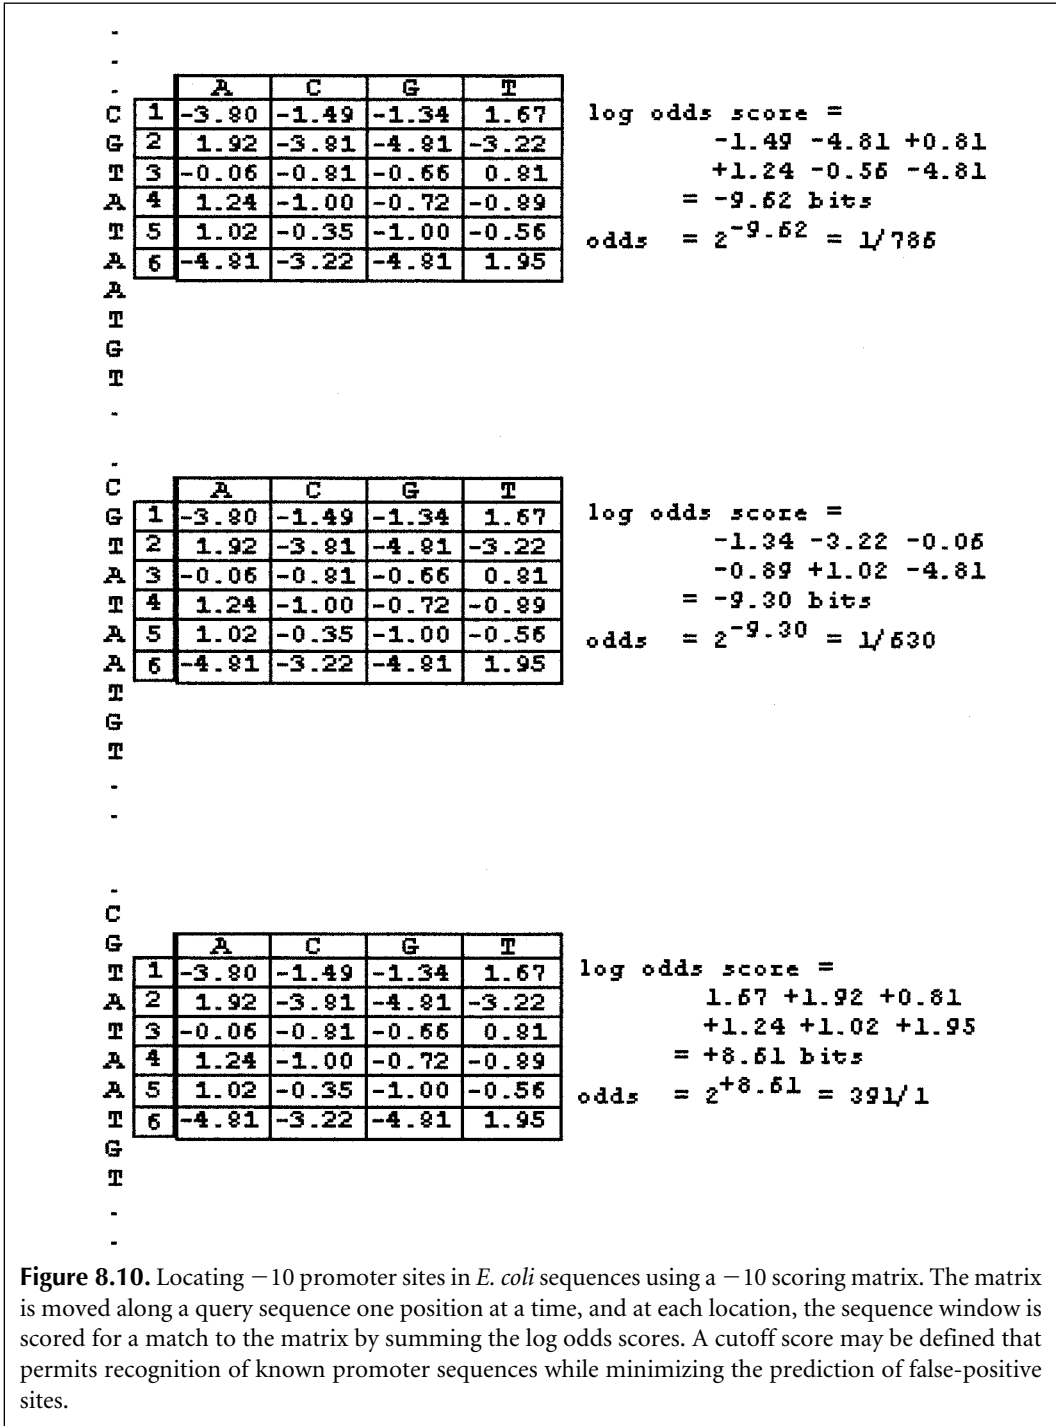 -
-
- A C G T
C 1 -3.80 -1.49 -1.34 1.67 log odds score =
G 2 1.92 -3.81 -4.81 -3.22 -1.49 -4.81 +0.81
T 3 -0.06 -0.81 -0.66 0.81 +1.24 -0.56 -4.81
A 4 1.24 -1.00 -0.72 -0.89 = -9.62 bits
T 5 1.02 -0.35 -1.00 -0.56 odds = 2^-9.62 = 1/786
A 6 -4.81 -3.22 -4.81 1.95
A
T
G
T
-
-
C A C G T
G 1 -3.80 -1.49 -1.34 1.67 log odds score =
T 2 1.92 -3.81 -4.81 -3.22 -1.34 -3.22 -0.06
A 3 -0.06 -0.81 -0.66 0.81 -0.89 +1.02 -4.81
T 4 1.24 -1.00 -0.72 -0.89 = -9.30 bits
A 5 1.02 -0.35 -1.00 -0.56 odds = 2^-9.30 = 1/630
A 6 -4.81 -3.22 -4.81 1.95
T
G
T
-
-
-
C
G A C G T
T 1 -3.80 -1.49 -1.34 1.67 log odds score =
A 2 1.92 -3.81 -4.81 -3.22 1.67 +1.92 +0.81
T 3 -0.06 -0.81 -0.66 0.81 +1.24 +1.02 +1.95
A 4 1.24 -1.00 -0.72 -0.89 = +8.61 bits
A 5 1.02 -0.35 -1.00 -0.56 odds = 2^+8.61 = 391/1
T 6 -4.81 -3.22 -4.81 1.95
G
T
-
-
Figure 8.10. Locating −10 promoter sites in E. coli sequences using a −10 scoring matrix. The matrix
is moved along a query sequence one position at a time, and at each location, the sequence window is
scored for a match to the matrix by summing the log odds scores. A cutoff score may be defined that
permits recognition of known promoter sequences while minimizing the prediction of false-positive
sites.